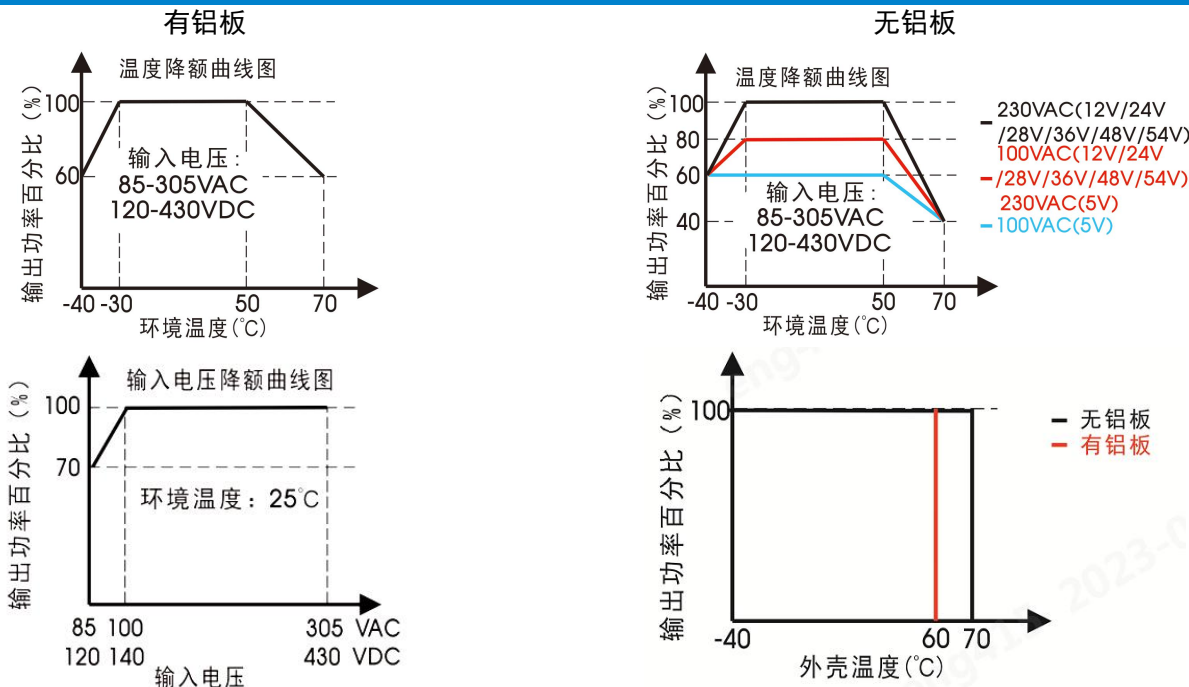 有铝板
温度降额曲线图
输出功率百分比(%)
100
60
输入电压:
85-305VAC
120-430VDC
-40 -30 50 70
环境温度(℃)
无铝板
温度降额曲线图
输出功率百分比(%)
100
80
60
40
输入电压:
85-305VAC
120-430VDC
-40 -30 50 70
环境温度(℃)
230VAC(12V/24V
/28V/36V/48V/54V)
100VAC(12V/24V
/28V/36V/48V/54V)
230VAC(5V)
100VAC(5V)
输入电压降额曲线图
输出功率百分比(%)
100
70
环境温度:25℃
85 100 305 VAC
120 140 430 VDC
输入电压
输出功率百分比(%)
100
-40 60 70
外壳温度(℃)
无铝板
有铝板